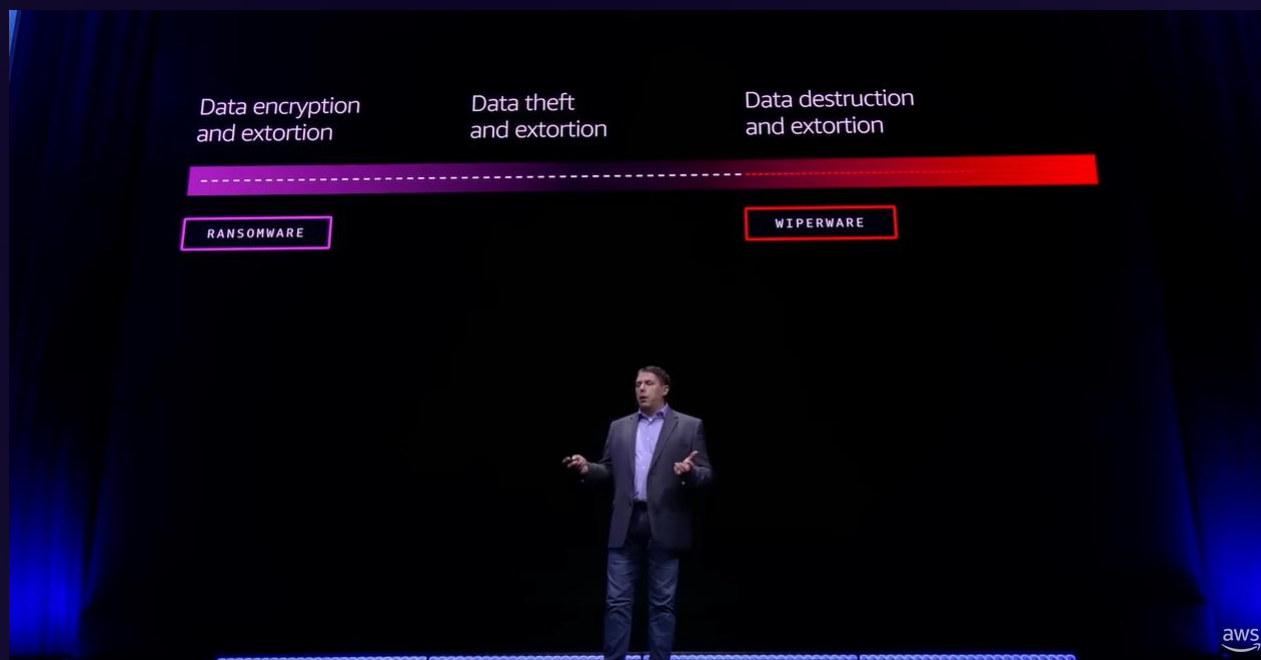 Data encryption
and extortion
Data theft
and extortion
Data destruction
and extortion
RANSOMWARE
WIPERWARE
aws